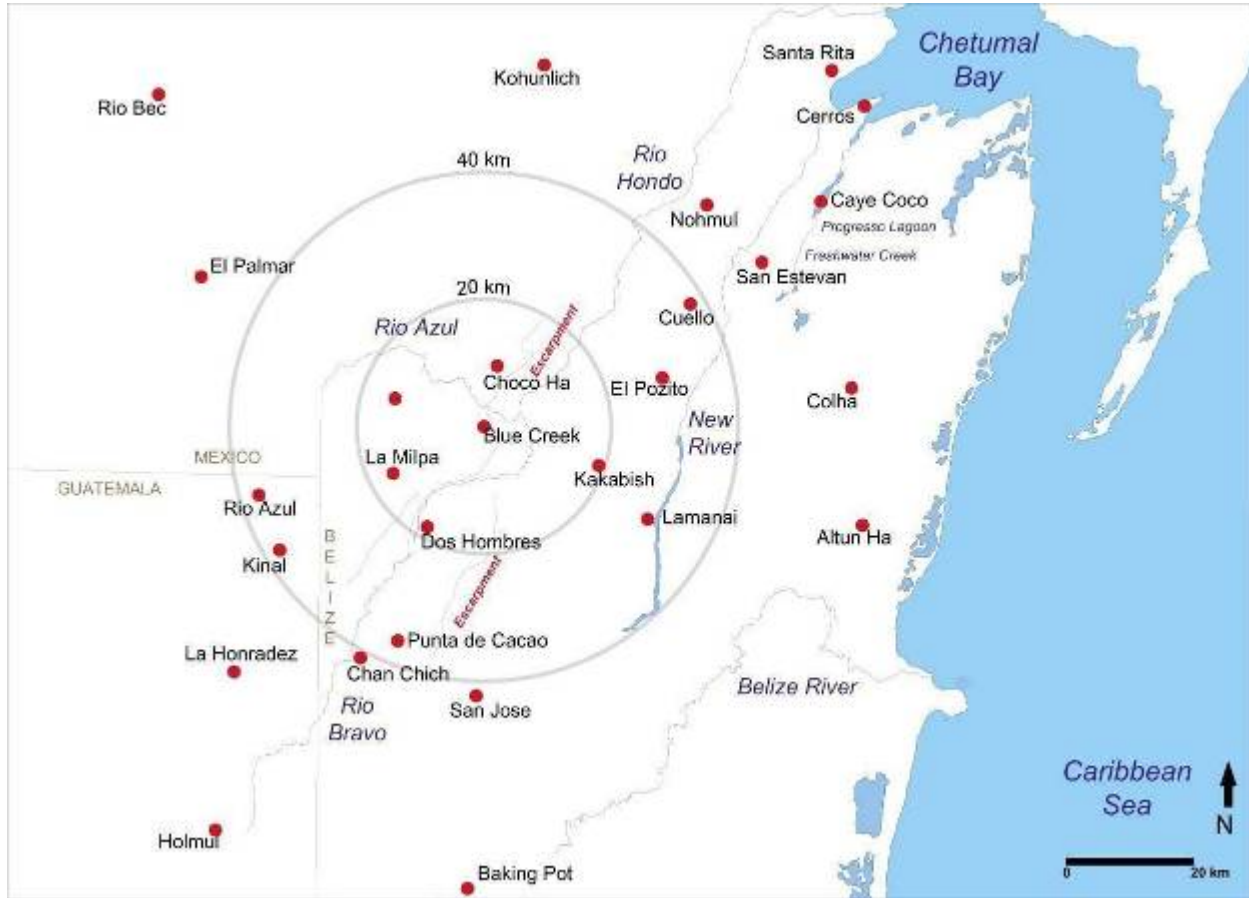 Chetumal
Bay
Santa Rita
Kohunlich
Rio Bec
Cerros
40 km
Rio
Hondo
Nohmul
Caye Coco
Progresso Lagoon
Freshwater Creek
El Palmar
San Estevan
20 km
Cuello
Rio Azul
Escarpment
Choco Ha
El Pozito
Colha
New
River
Blue Creek
La Milpa
MEXICO
GUATEMALA
Kakabish
Rio Azul
Lamanai
Altun Ha
Dos Hombres
BELIZE
Kinal
Escarpment
Punta de Cacao
La Honradez
Chan Chich
Belize River
San Jose
Rio
Bravo
Caribbean
Sea
N
Holmul
Baking Pot
0
20 km